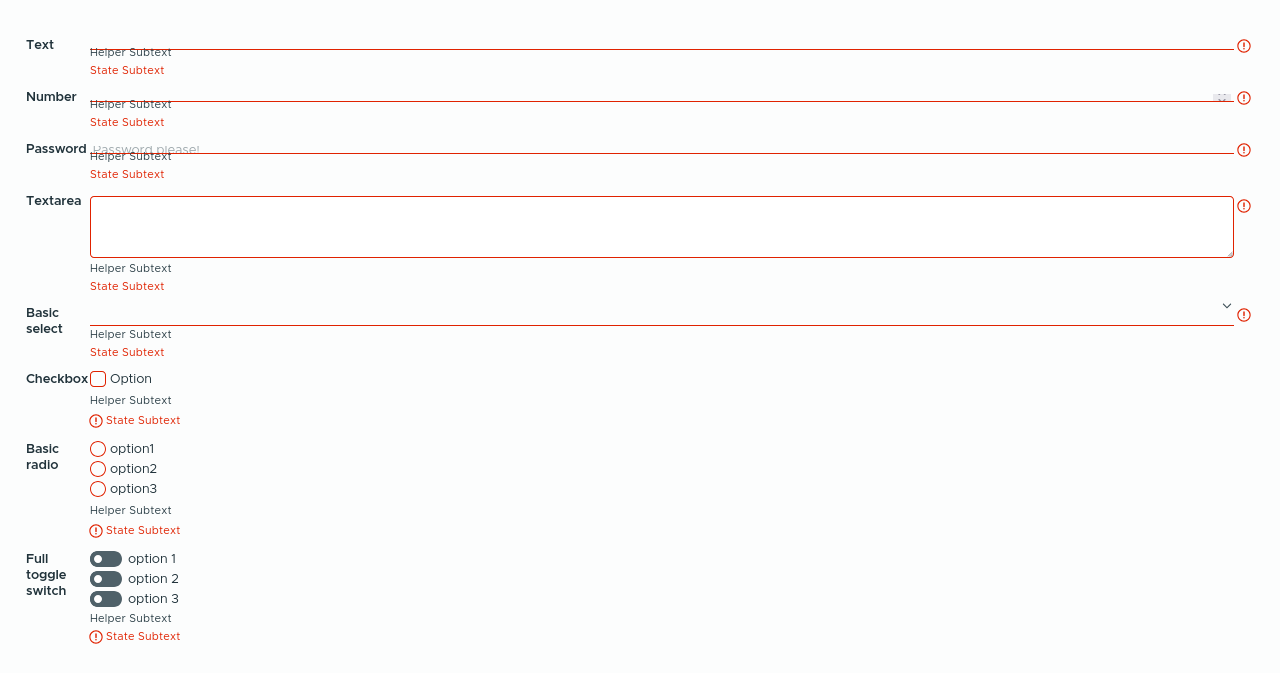 Text
Helper Subtext
State Subtext
Number
Helper Subtext
State Subtext
Password
Password please!
Helper Subtext
State Subtext
Textarea
Helper Subtext
State Subtext
Basic
select
Helper Subtext
State Subtext
Checkbox Option
Helper Subtext
State Subtext
Basic
radio
option1
option2
option3
Helper Subtext
State Subtext
Full
toggle
switch
option 1
option 2
option 3
Helper Subtext
State Subtext